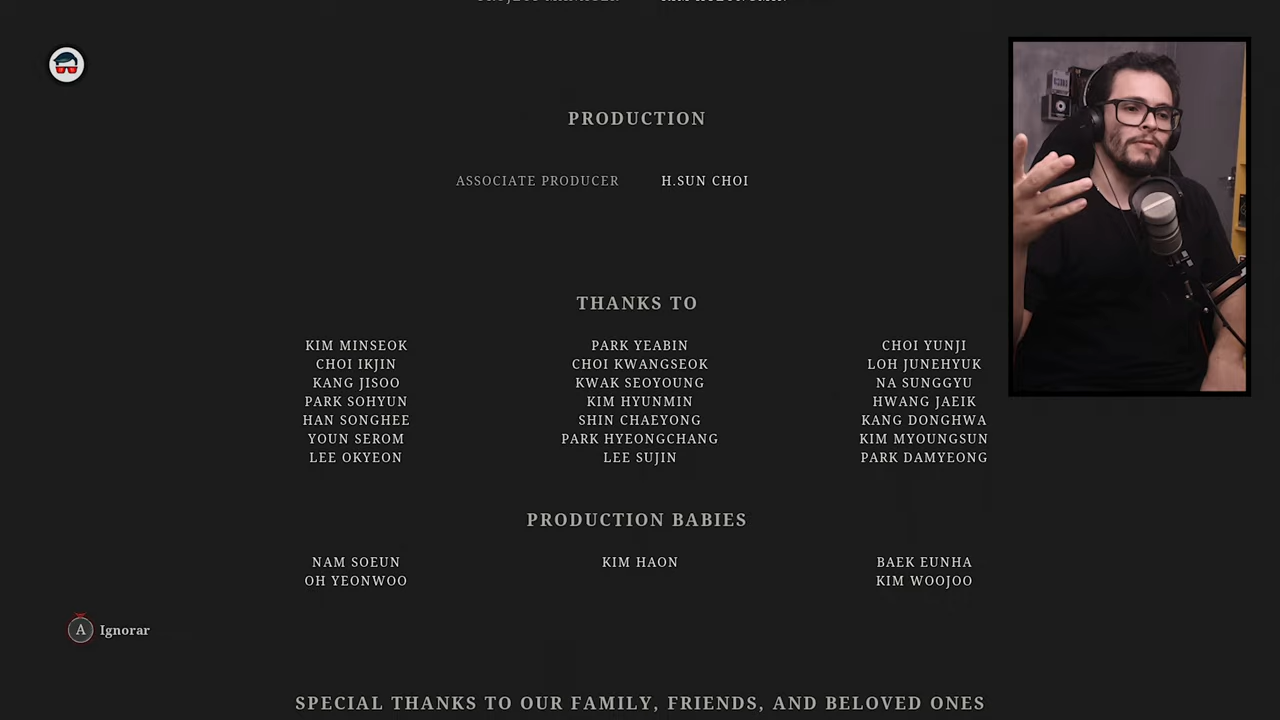 PRODUCTION
ASSOCIATE PRODUCER H.SUN CHOI
THANKS TO
KIM MINSEOK PARK YEABIN CHOI YUNJI
CHOI IKJIN CHOI KWANGSEOK LOH JUNEHYUK
KANG JISOO KWAK SEOYOUNG NA SUNGGYU
PARK SOHYUN KIM HYUNMIN HWANG JAEIK
HAN SONGHEE SHIN CHAEYONG KANG DONGHWA
YOUN SEROM PARK HYEONGCHANG KIM MYOUNGSUN
LEE OKYEON LEE SUJIN PARK DAMYEONG
PRODUCTION BABIES
NAM SOEUN KIM HAON BAEK EUNHA
OH YEONWOO KIM WOOJOO
A Ignorar
SPECIAL THANKS TO OUR FAMILY, FRIENDS, AND BELOVED ONES